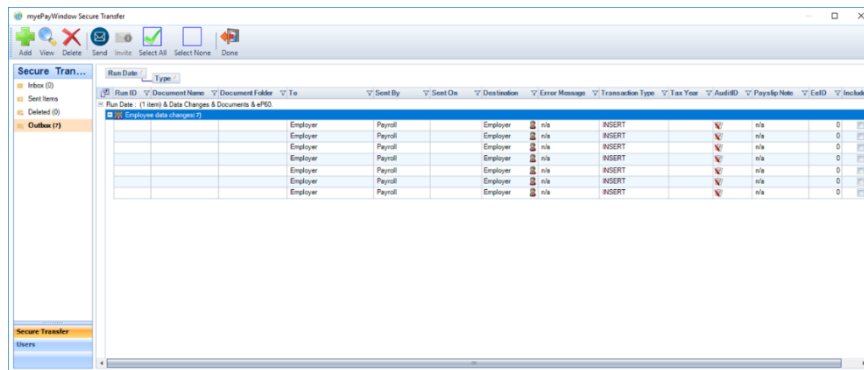 myePayWindow Secure Transfer
Add View Delete Send Invite Select All Select None Done
Secure Tran...
Inbox (0)
Sent Items
Deleted (0)
Outbox (7)
Run Date
Type
Run ID Document Name Document Folder To Sent By Sent On Destination Error Message Transaction Type Tax Year AuditID Payslip Note EeID Include
Run Date : (1 item) & Data Changes & Documents & eP60.
Employee data changes( 7)
Employer Payroll Employer n/a INSERT n/a 0
Employer Payroll Employer n/a INSERT n/a 0
Employer Payroll Employer n/a INSERT n/a 0
Employer Payroll Employer n/a INSERT n/a 0
Employer Payroll Employer n/a INSERT n/a 0
Employer Payroll Employer n/a INSERT n/a 0
Employer Payroll Employer n/a INSERT n/a 0
Secure Transfer
Users